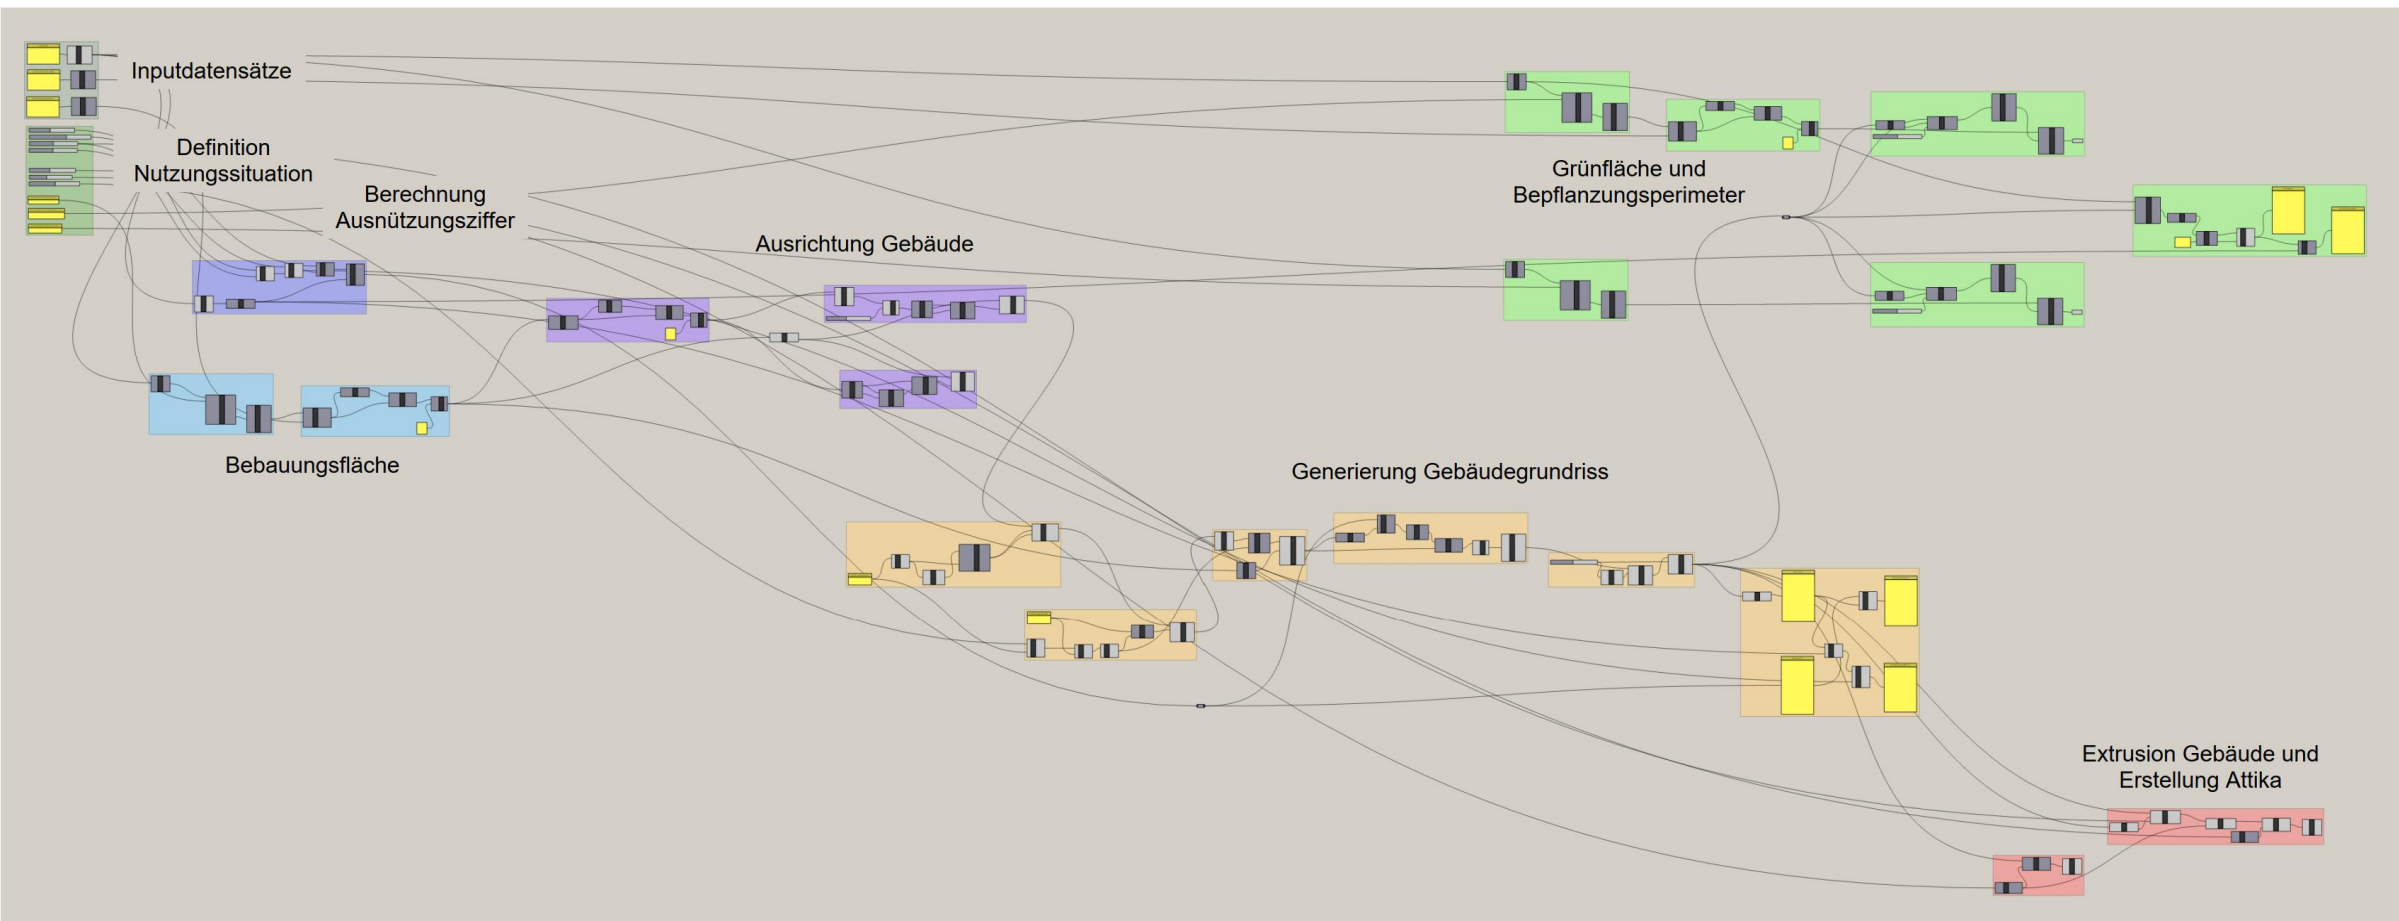 Inputdatensätze
Definition
Nutzungssituation
Berechnung
Ausnützungsziffer
Ausrichtung Gebäude
Grünfläche und
Bepflanzungsperimeter
Bebauungsfläche
Generierung Gebäudegrundriss
Extrusion Gebäude und
Erstellung Attika